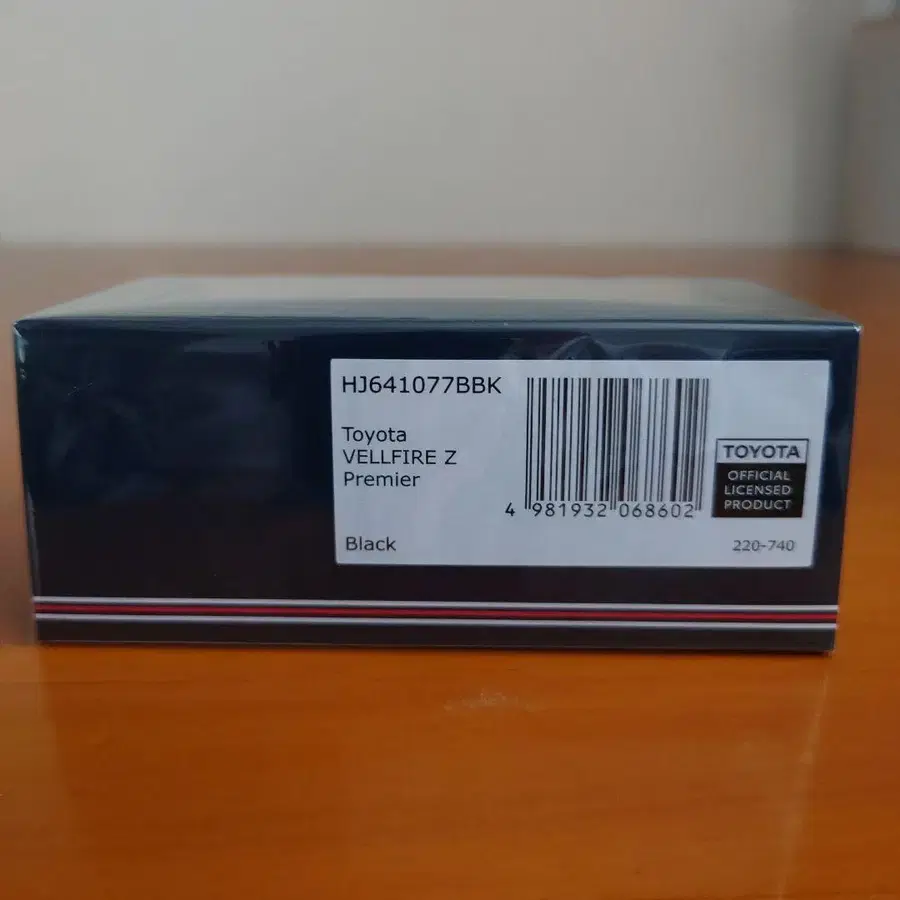 HJ641077BBK
Toyota
VELLFIRE Z
Premier
Black
4 981932 068602
TOYOTA
OFFICIAL
LICENSED
PRODUCT
220-740